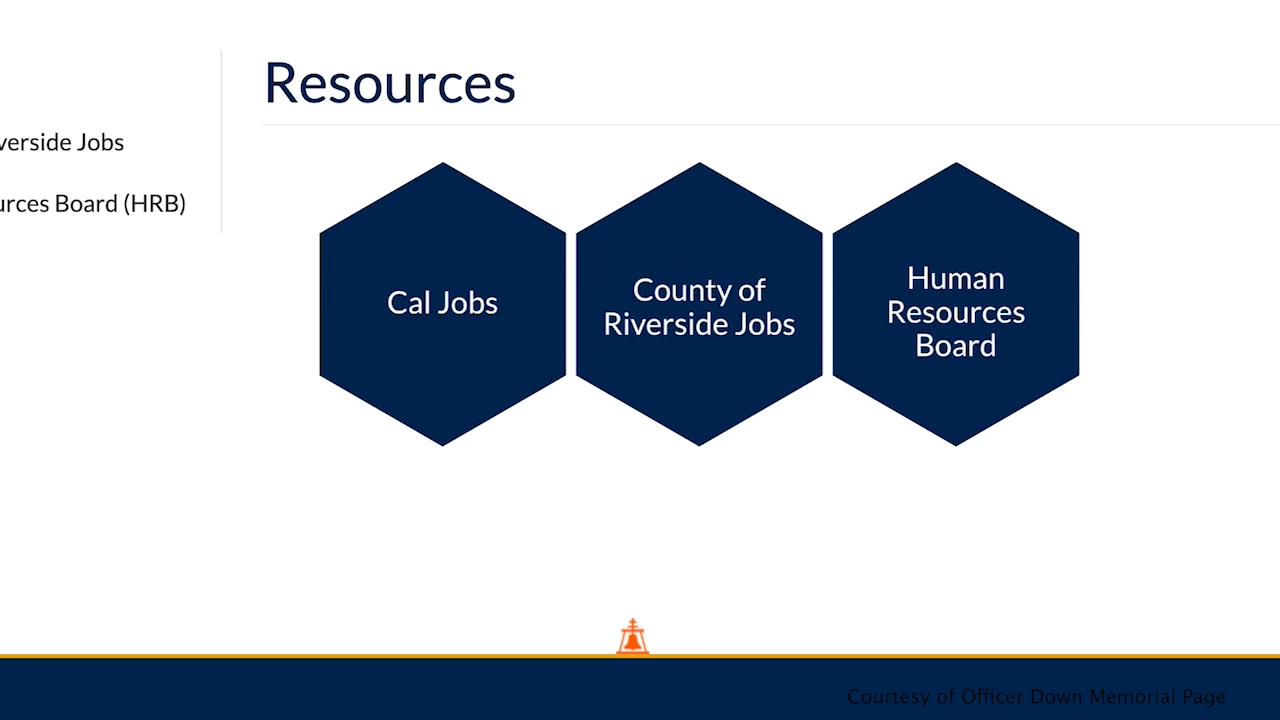 Resources
verside Jobs
urces Board (HRB)
Cal Jobs
County of
Riverside Jobs
Human
Resources
Board
Courtesy of Officer Down Memorial Page